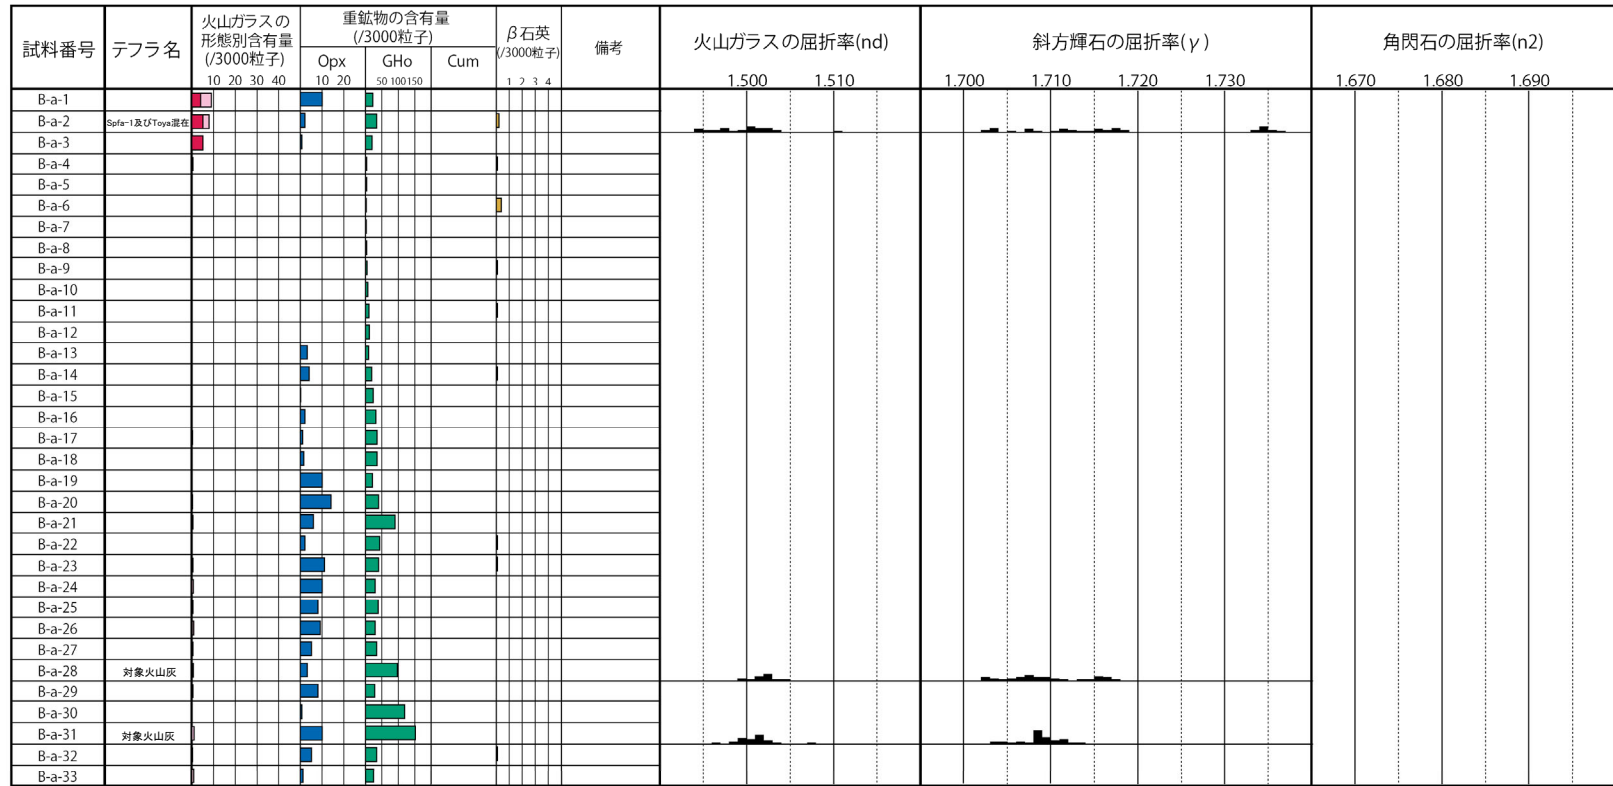 試料番号
テフラ名
火山ガラスの
形態別含有量
(/3000粒子)
10 20 30 40
重鉱物の含有量
(/3000粒子)
Opx
10 20
GHo
50 100 150
Cum
β石英
(/3000粒子)
1 2 3 4
備考
火山ガラスの屈折率(nd)
1.500 1.510
斜方輝石の屈折率(γ)
1.700 1.710 1.720 1.730
角閃石の屈折率(n2)
1.670 1.680 1.690
B-a-1
B-a-2 Spfa-1及びToya混在
B-a-3
B-a-4
B-a-5
B-a-6
B-a-7
B-a-8
B-a-9
B-a-10
B-a-11
B-a-12
B-a-13
B-a-14
B-a-15
B-a-16
B-a-17
B-a-18
B-a-19
B-a-20
B-a-21
B-a-22
B-a-23
B-a-24
B-a-25
B-a-26
B-a-27
B-a-28 対象火山灰
B-a-29
B-a-30
B-a-31 対象火山灰
B-a-32
B-a-33